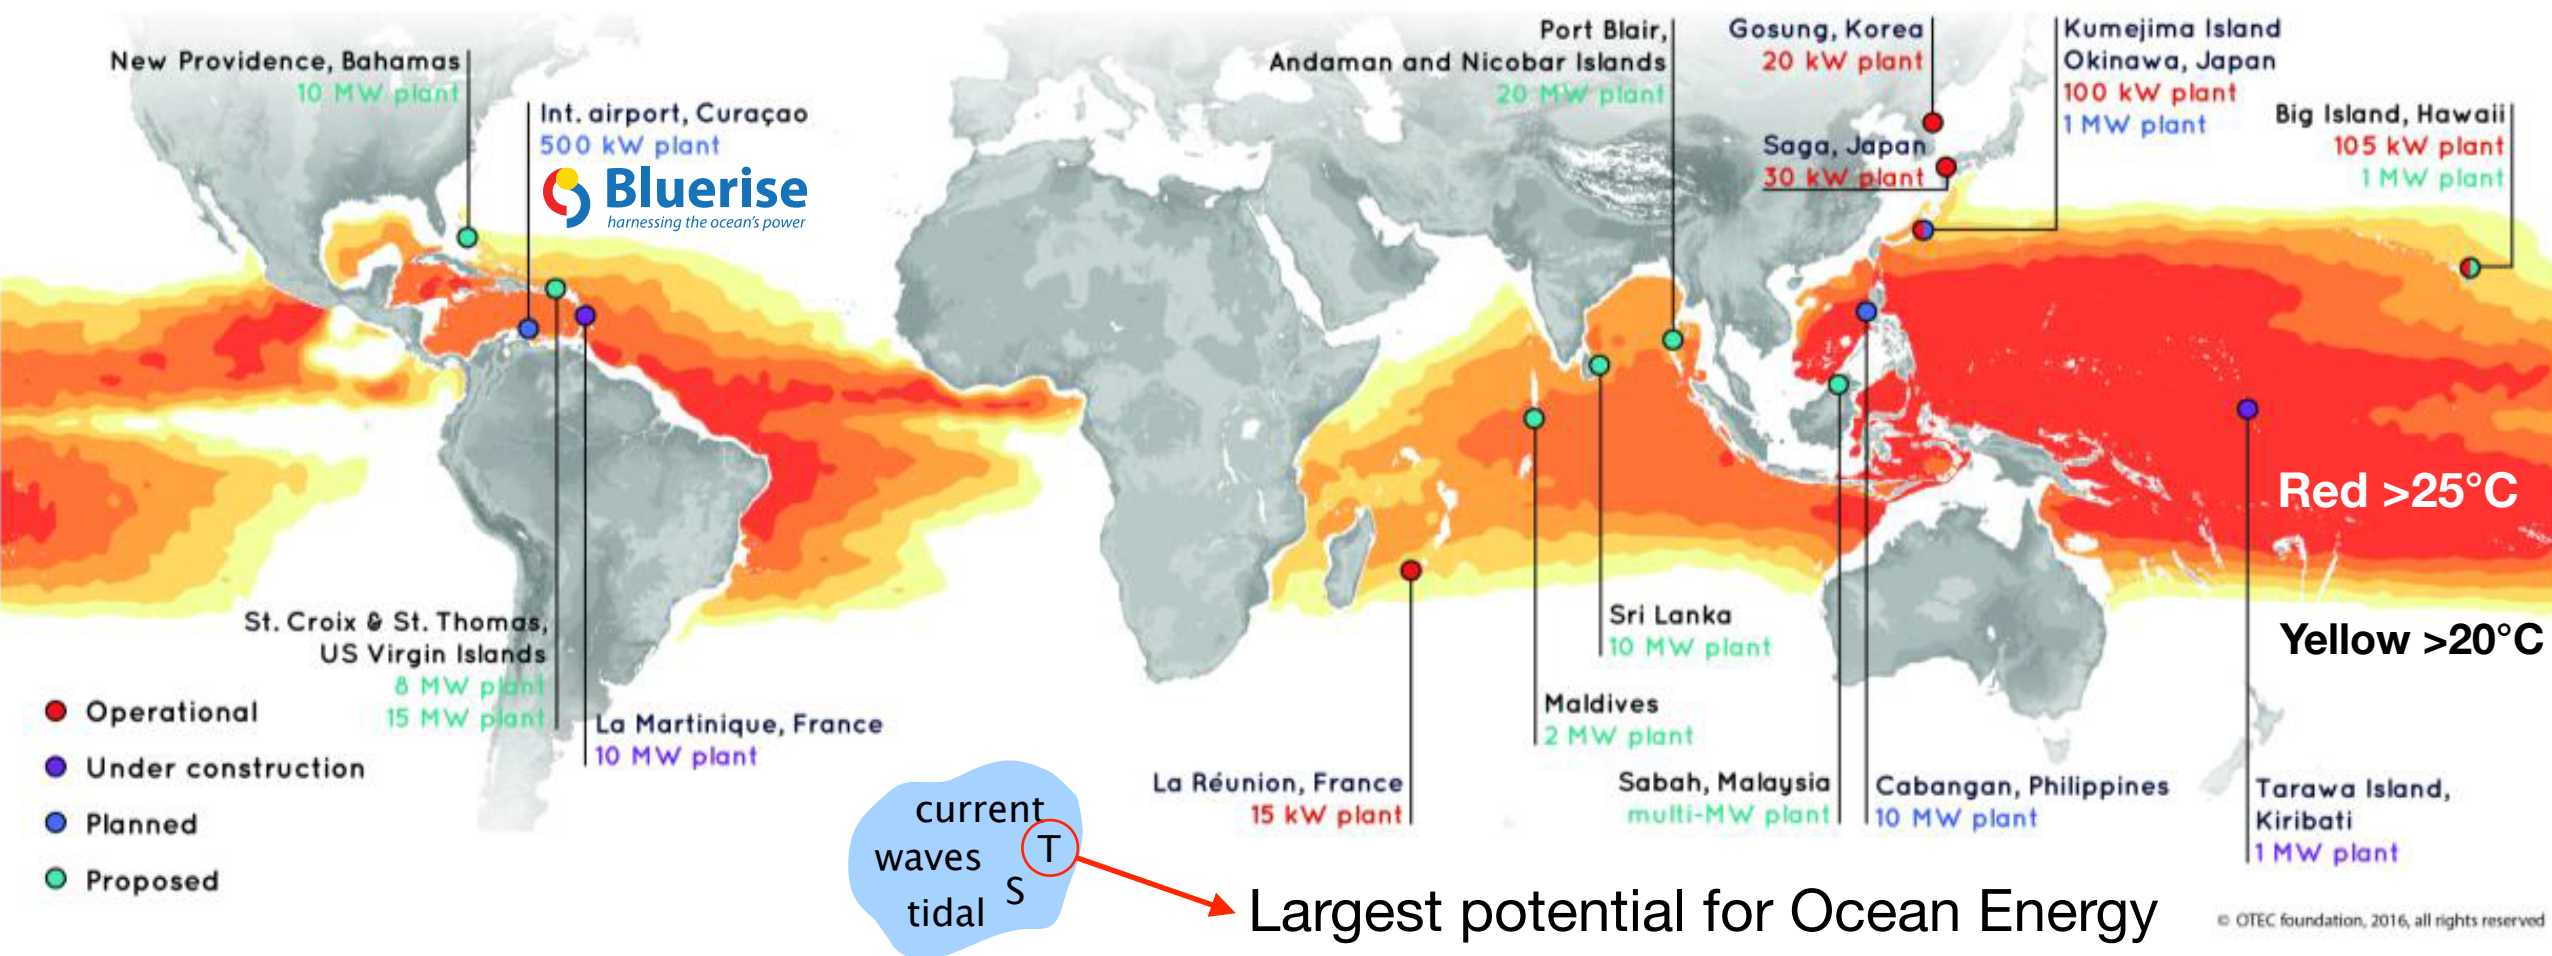 New Providence, Bahamas
10 MW plant
Int. airport, Curaçao
500 kW plant
Bluerise
harnessing the ocean's power
Port Blair,
Andaman and Nicobar Islands
20 MW plant
Gosung, Korea
20 kW plant
Saga, Japan
30 kW plant
Kumejima Island
Okinawa, Japan
100 kW plant
1 MW plant
Big Island, Hawaii
105 kW plant
1 MW plant
Red >25°C
Yellow >20°C
St. Croix & St. Thomas,
US Virgin Islands
8 MW plant
15 MW plant
La Martinique, France
10 MW plant
Sri Lanka
10 MW plant
Maldives
2 MW plant
La Réunion, France
15 kW plant
Sabah, Malaysia
multi-MW plant
Cabangan, Philippines
10 MW plant
Tarawa Island,
Kiribati
1 MW plant
Operational
Under construction
Planned
Proposed
current
waves T
tidal S
Largest potential for Ocean Energy
© OTEC foundation, 2016, all rights reserved